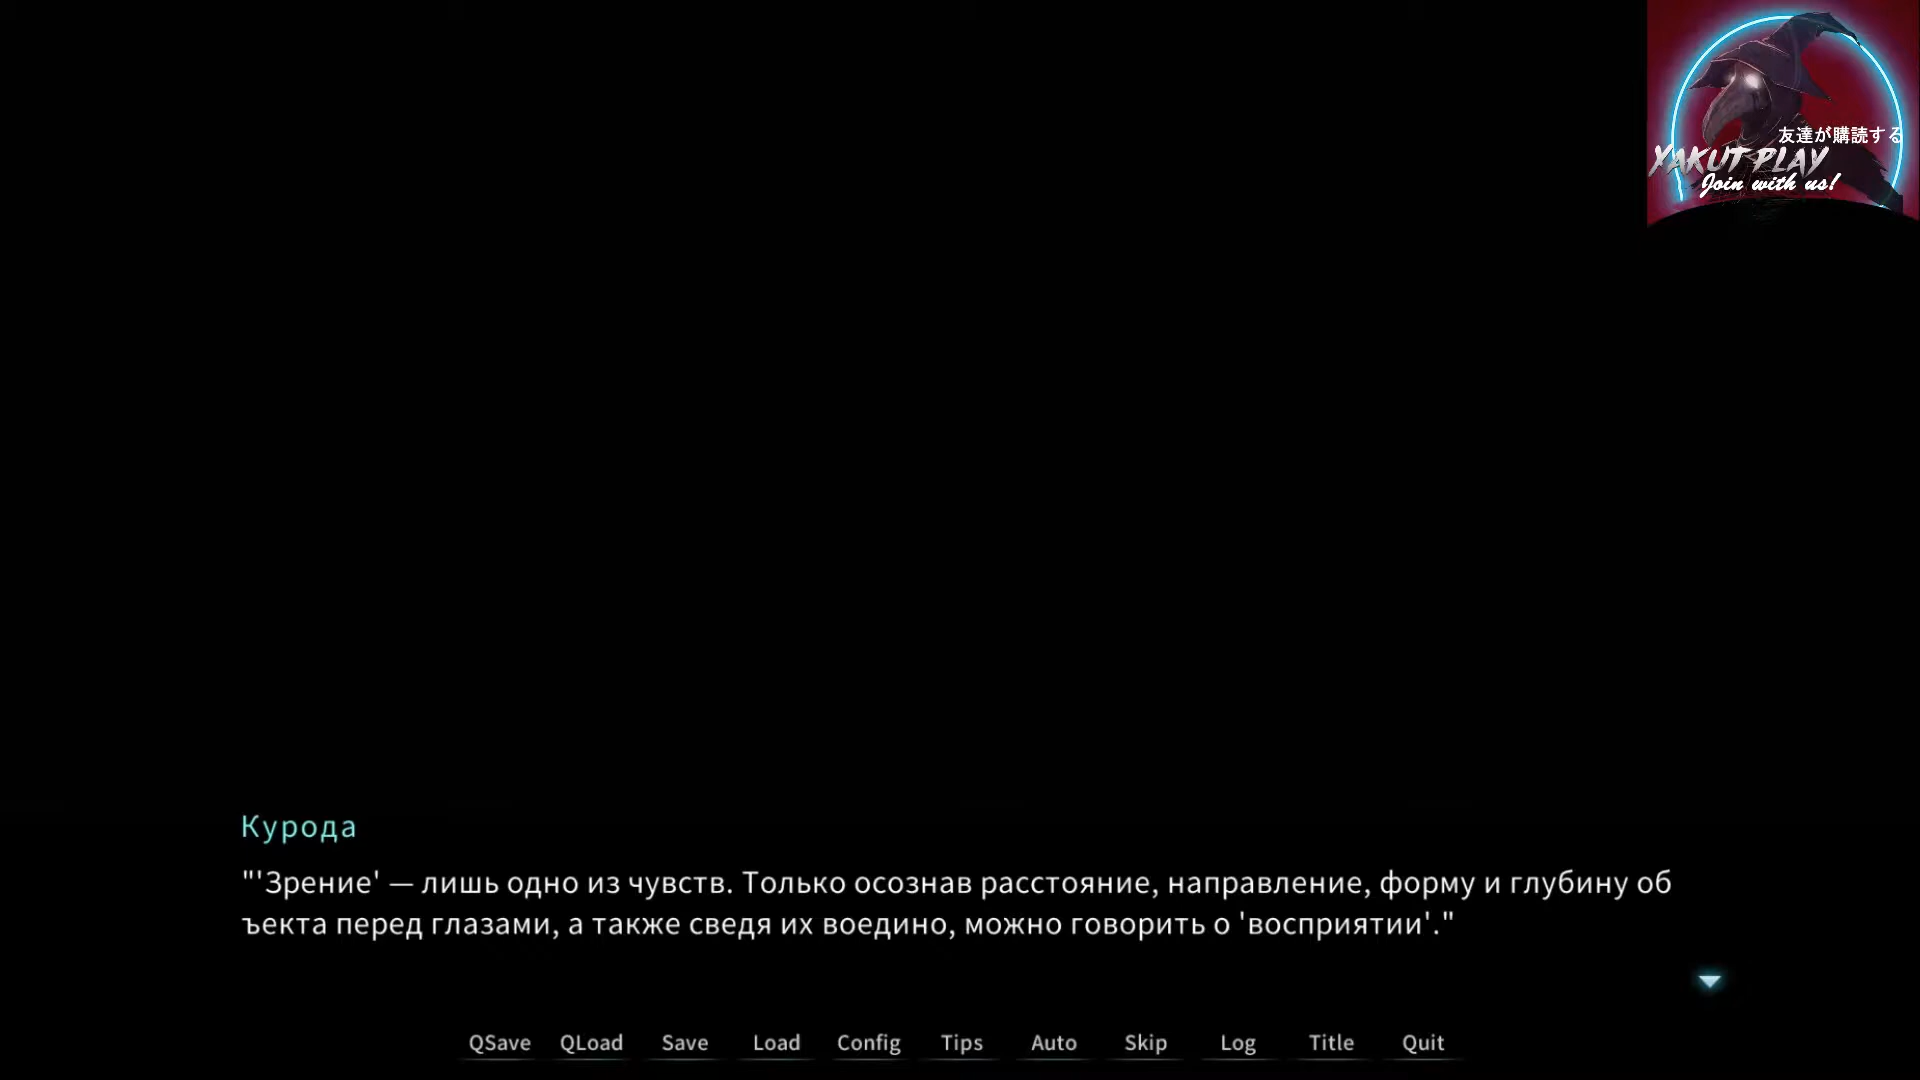 友達が購読する
YAKUT PLAY
Join with us!
Курода
"'Зрение' — лишь одно из чувств. Только осознав расстояние, направление, форму и глубину об
ъекта перед глазами, а также сведя их воедино, можно говорить о 'восприятии'."
QSave QLoad Save Load Config Tips Auto Skip Log Title Quit